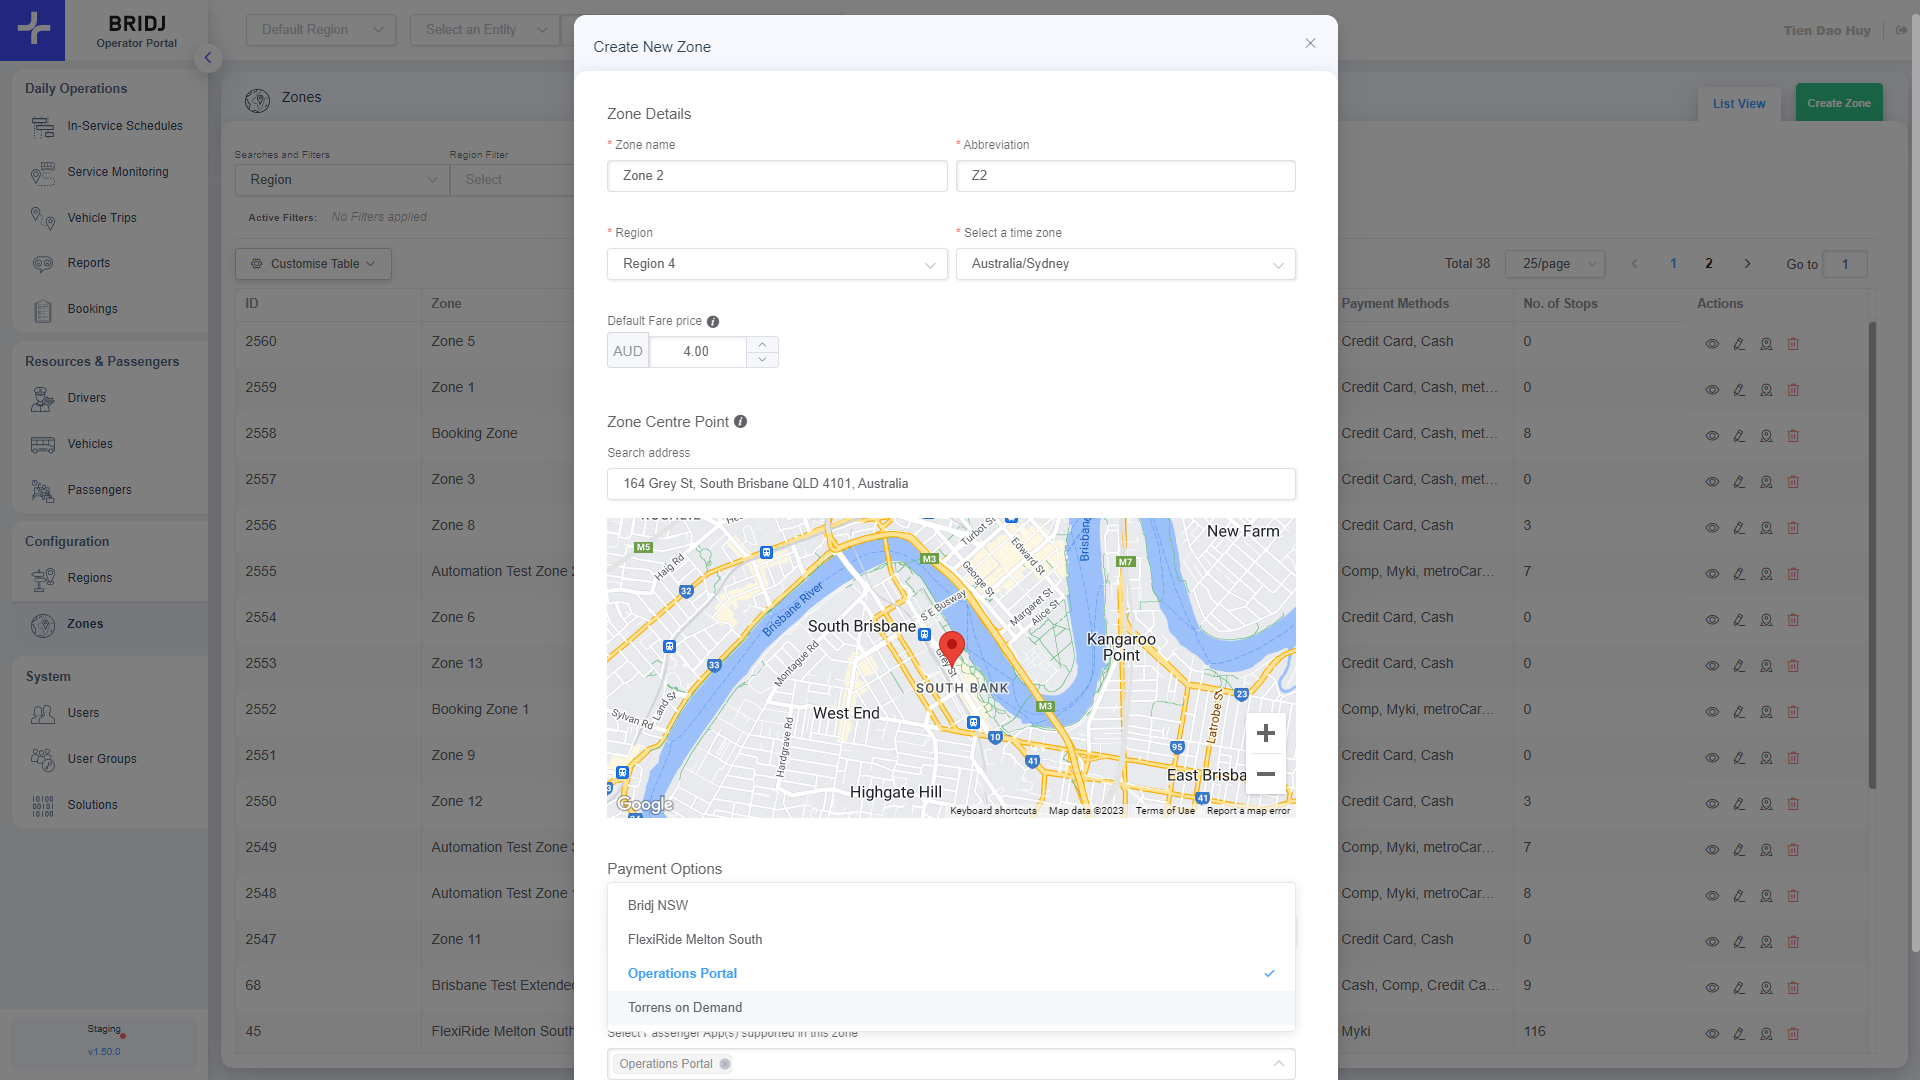 BRIDJ
Operator Portal
Default Region
Select an Entity
Tien Dao Huy
Daily Operations
In-Service Schedules
Service Monitoring
Vehicle Trips
Reports
Bookings
Resources & Passengers
Drivers
Vehicles
Passengers
Configuration
Regions
Zones
System
Users
User Groups
Solutions
Staging
v1.50.0
Zones
List View
Create Zone
Searches and Filters
Region Filter
Region
Select
Active Filters: No Filters applied
Customise Table
Total 38
25/page
1
2
Go to
1
ID Zone Payment Methods No. of Stops Actions
2560 Zone 5 Credit Card, Cash 0
2559 Zone 1 Credit Card, Cash, met... 0
2558 Booking Zone Credit Card, Cash, met... 8
2557 Zone 3 Credit Card, Cash, met... 0
2556 Zone 8 Credit Card, Cash 3
2555 Automation Test Zone 2 Comp, Myki, metroCar... 7
2554 Zone 6 Credit Card, Cash 0
2553 Zone 13 Credit Card, Cash 0
2552 Booking Zone 1 Comp, Myki, metroCar... 0
2551 Zone 9 Credit Card, Cash 0
2550 Zone 12 Credit Card, Cash 3
2549 Automation Test Zone Comp, Myki, metroCar... 7
2548 Automation Test Zone Comp, Myki, metroCar... 8
2547 Zone 11 Credit Card, Cash 0
68 Brisbane Test Extended Cash, Comp, Credit Ca... 9
45 FlexiRide Melton South Myki 116
Create New Zone
Zone Details
* Zone name
* Abbreviation
Zone 2
Z2
* Region
* Select a time zone
Region 4
Australia/Sydney
Default Fare price
AUD 4.00
Zone Centre Point
Search address
164 Grey St, South Brisbane QLD 4101, Australia
New Farm
Turbot St
Edward St
Brisbane
M5
M3
M7
Haig Rd
George St
32
Margaret St
Alice St
S E Busway
Brisbane River
South Brisbane
Kangaroo
Point
Grey St
Montague Rd
33
SOUTH BANK
23
Land St
Sylvan Rd
West End
M3
Latrobe St
Hardgrave Rd
10
95
41
East Brisba
Highgate Hill
41
Google
Keyboard shortcuts
Map data ©2023
Terms of Use
Report a map error
Payment Options
Bridj NSW
FlexiRide Melton South
Operations Portal
Torrens on Demand
Select Passenger App(s) supported in this zone
Operations Portal